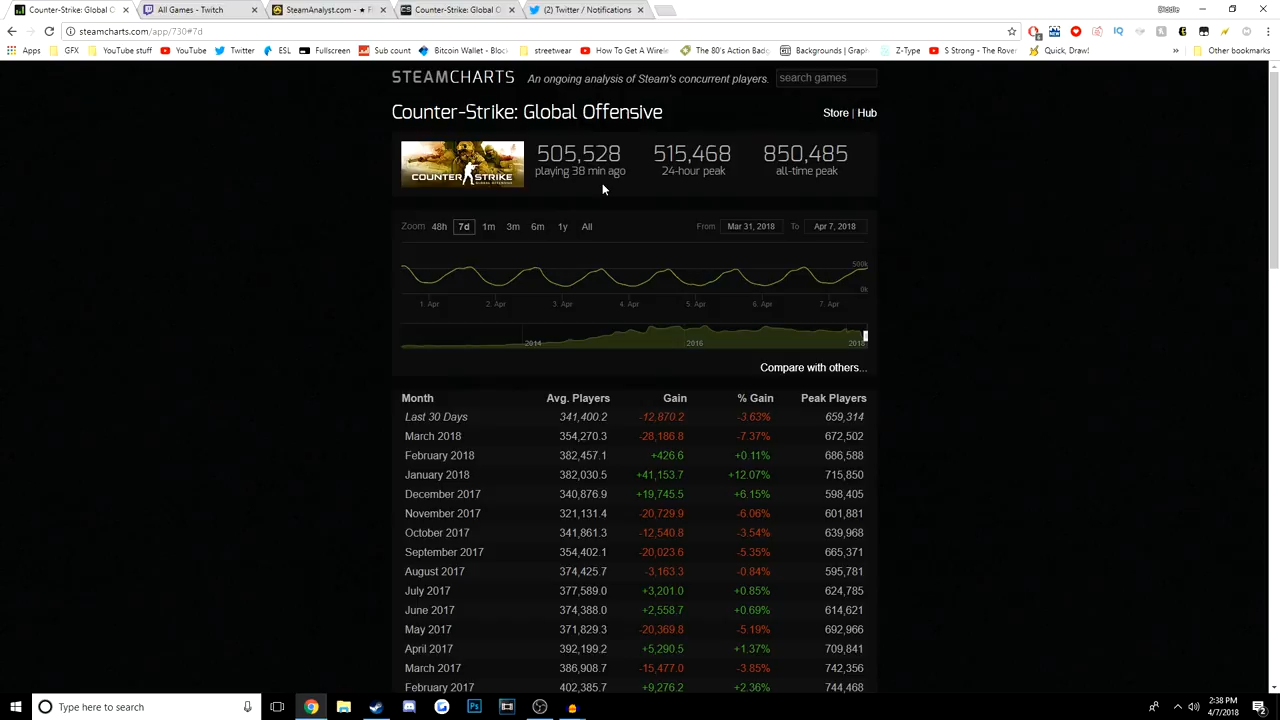 Counter-Strike: Global O
All Games - Twitch
SteamAnalyst.com -
Counter-Strike: Global O
(2) Twitter / Notifications
steamcharts.com/app/730#7d
Apps
GFX
YouTube stuff
YouTube
Twitter
ESL
Fullscreen
Sub count
Bitcoin Wallet - Block
streetwear
How To Get A Wirele
The 80's Action Badg
Backgrounds | Graph
Z-Type
S Strong - The Rover
Quick, Draw!
Other bookmarks
STEAMCHARTS
An ongoing analysis of Steam's concurrent players.
search games
Counter-Strike: Global Offensive
Store | Hub
COUNTER STRIKE
GLOBAL OFFENSIVE
505,528
playing 38 min ago
515,468
24-hour peak
850,485
all-time peak
Zoom 48h 7d 1m 3m 6m 1y All
From Mar 31, 2018 To Apr 7, 2018
500k
0k
1. Apr 2. Apr 3. Apr 4. Apr 5. Apr 6. Apr 7. Apr
2014 2016 2018
Compare with others...
Month Avg. Players Gain % Gain Peak Players
Last 30 Days 341,400.2 -12,870.2 -3.63% 659,314
March 2018 354,270.3 -28,186.8 -7.37% 672,502
February 2018 382,457.1 +426.6 +0.11% 686,588
January 2018 382,030.5 +41,153.7 +12.07% 715,850
December 2017 340,876.9 +19,745.5 +6.15% 598,405
November 2017 321,131.4 -20,729.9 -6.06% 601,881
October 2017 341,861.3 -12,540.8 -3.54% 639,968
September 2017 354,402.1 -20,023.6 -5.35% 665,371
August 2017 374,425.7 -3,163.3 -0.84% 595,781
July 2017 377,589.0 +3,201.0 +0.85% 624,785
June 2017 374,388.0 +2,558.7 +0.69% 614,621
May 2017 371,829.3 -20,369.8 -5.19% 692,966
April 2017 392,199.2 +5,290.5 +1.37% 709,841
March 2017 386,908.7 -15,477.0 -3.85% 742,356
February 2017 402,385.7 +9,276.2 +2.36% 744,468
Type here to search
2:38 PM
4/7/2018